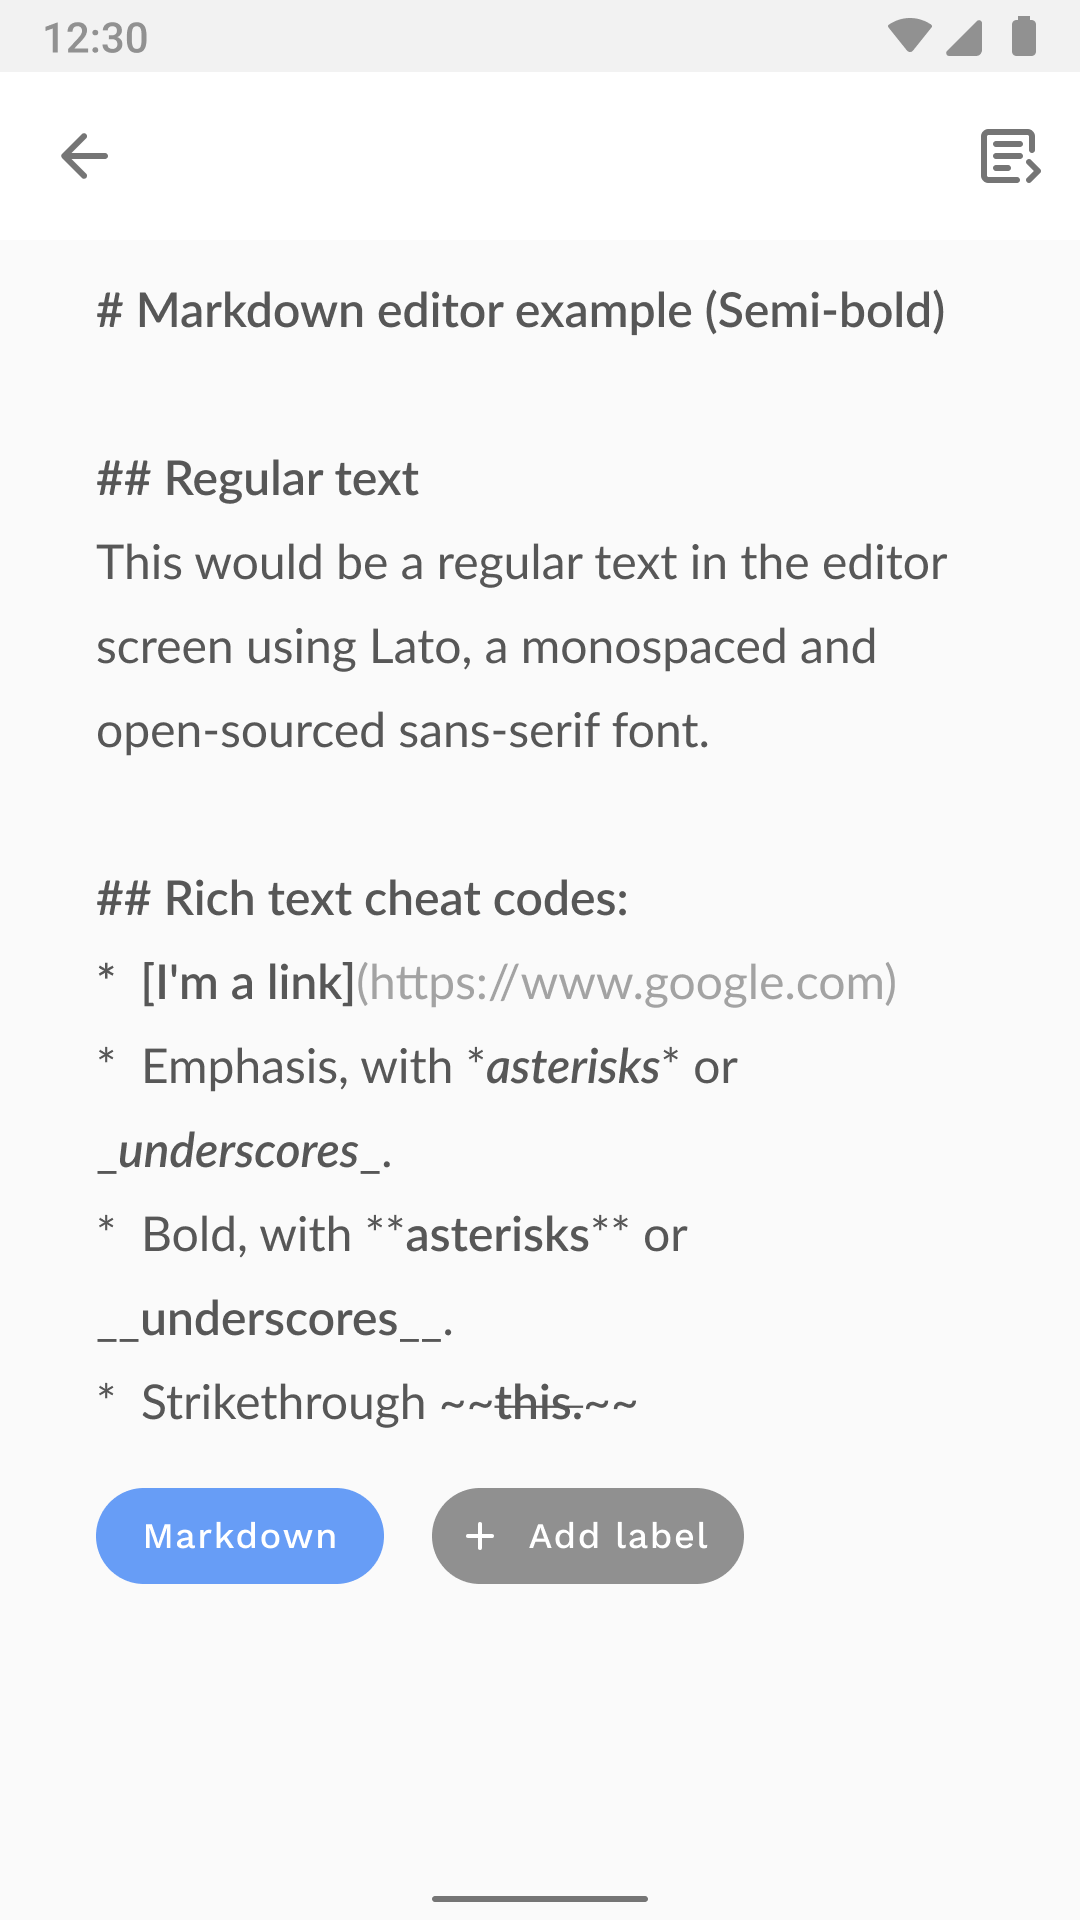 12:30
# Markdown editor example (Semi-bold)
## Regular text
This would be a regular text in the editor
screen using Lato, a monospaced and
open-sourced sans-serif font.
## Rich text cheat codes:
* [I'm a link](https://www.google.com)
* Emphasis, with *asterisks* or
_underscores_.
* Bold, with **asterisks** or
__underscores__.
* Strikethrough ~~this.~~
Markdown
+ Add label